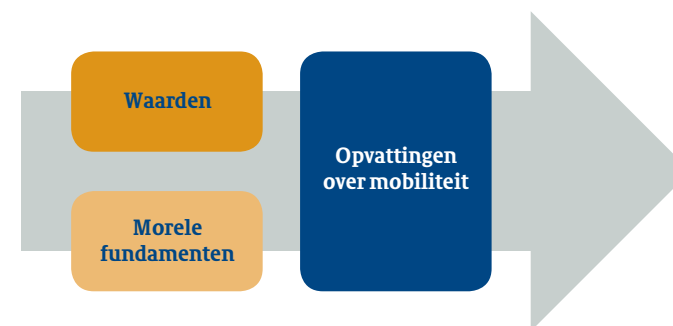 Waarden
Morele
fundamenten
Opvattingen
over mobiliteit